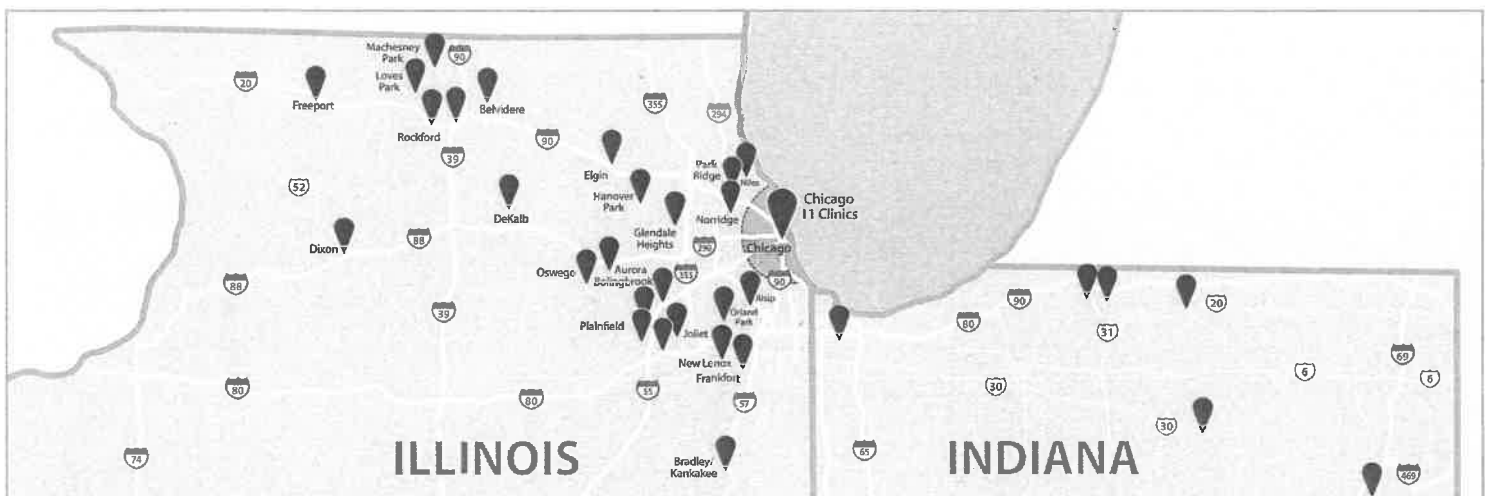 Machesney
Park
90
Loves
Park
20
Freeport
Belvidere
355
294
Rockford
90
39
Elgin
Park
Ridge
Niles
52
Hanover
Park
DeKalb
Norridge
Chicago
11 Clinics
Glendale
Heights
Chicago
Dixon
88
290
Oswego
Aurora
Bolingbrook
355
90
88
Alsip
90
20
39
Orland
Park
80
31
Plainfield
Joliet
New Lenox
Frankfort
69
6
6
80
80
55
57
30
30
74
ILLINOIS
Bradley/
Kankakee
65
INDIANA
469